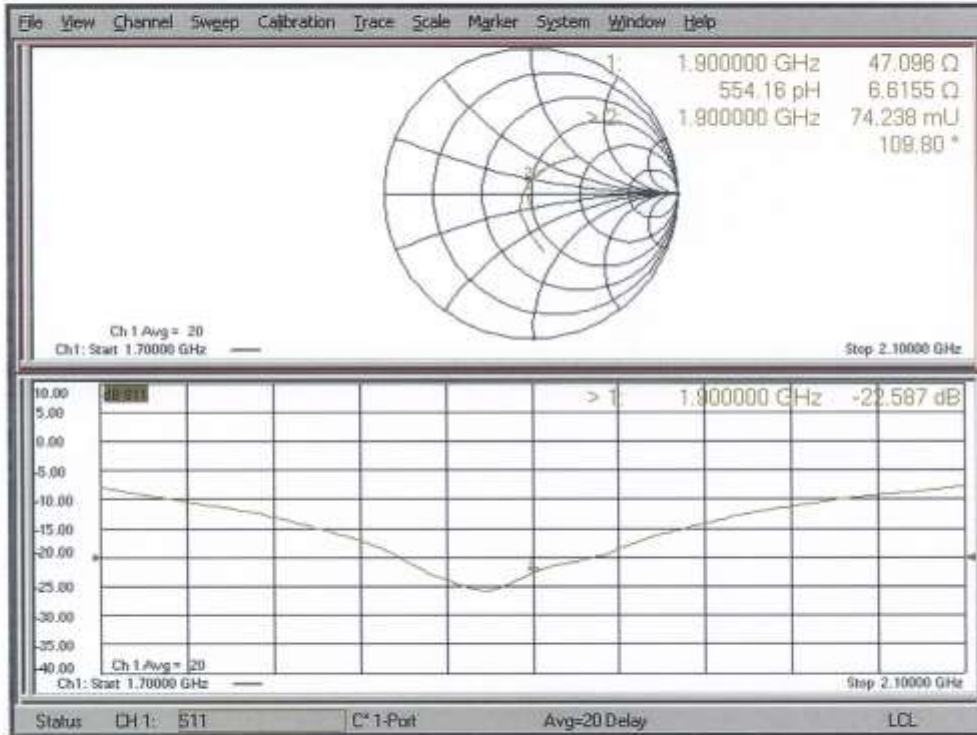 File View Channel Sweep Calibration Trace Scale Marker System Window Help
1: 1.900000 GHz 47.096 Ω
554.16 pH 6.6155 Ω
> 2: 1.900000 GHz 74.238 mU
109.80 °
2
Ch 1 Avg = 20
Ch1: Start 1.70000 GHz
Stop 2.10000 GHz
10.00
dB S11
> 1: 1.900000 GHz -22.587 dB
5.00
0.00
-5.00
-10.00
-15.00
-20.00
-25.00
-30.00
-35.00
-40.00
Ch 1 Avg = 20
Ch1: Start 1.70000 GHz
Stop 2.10000 GHz
Status CH 1: S11 C* 1-Port Avg=20 Delay LCL